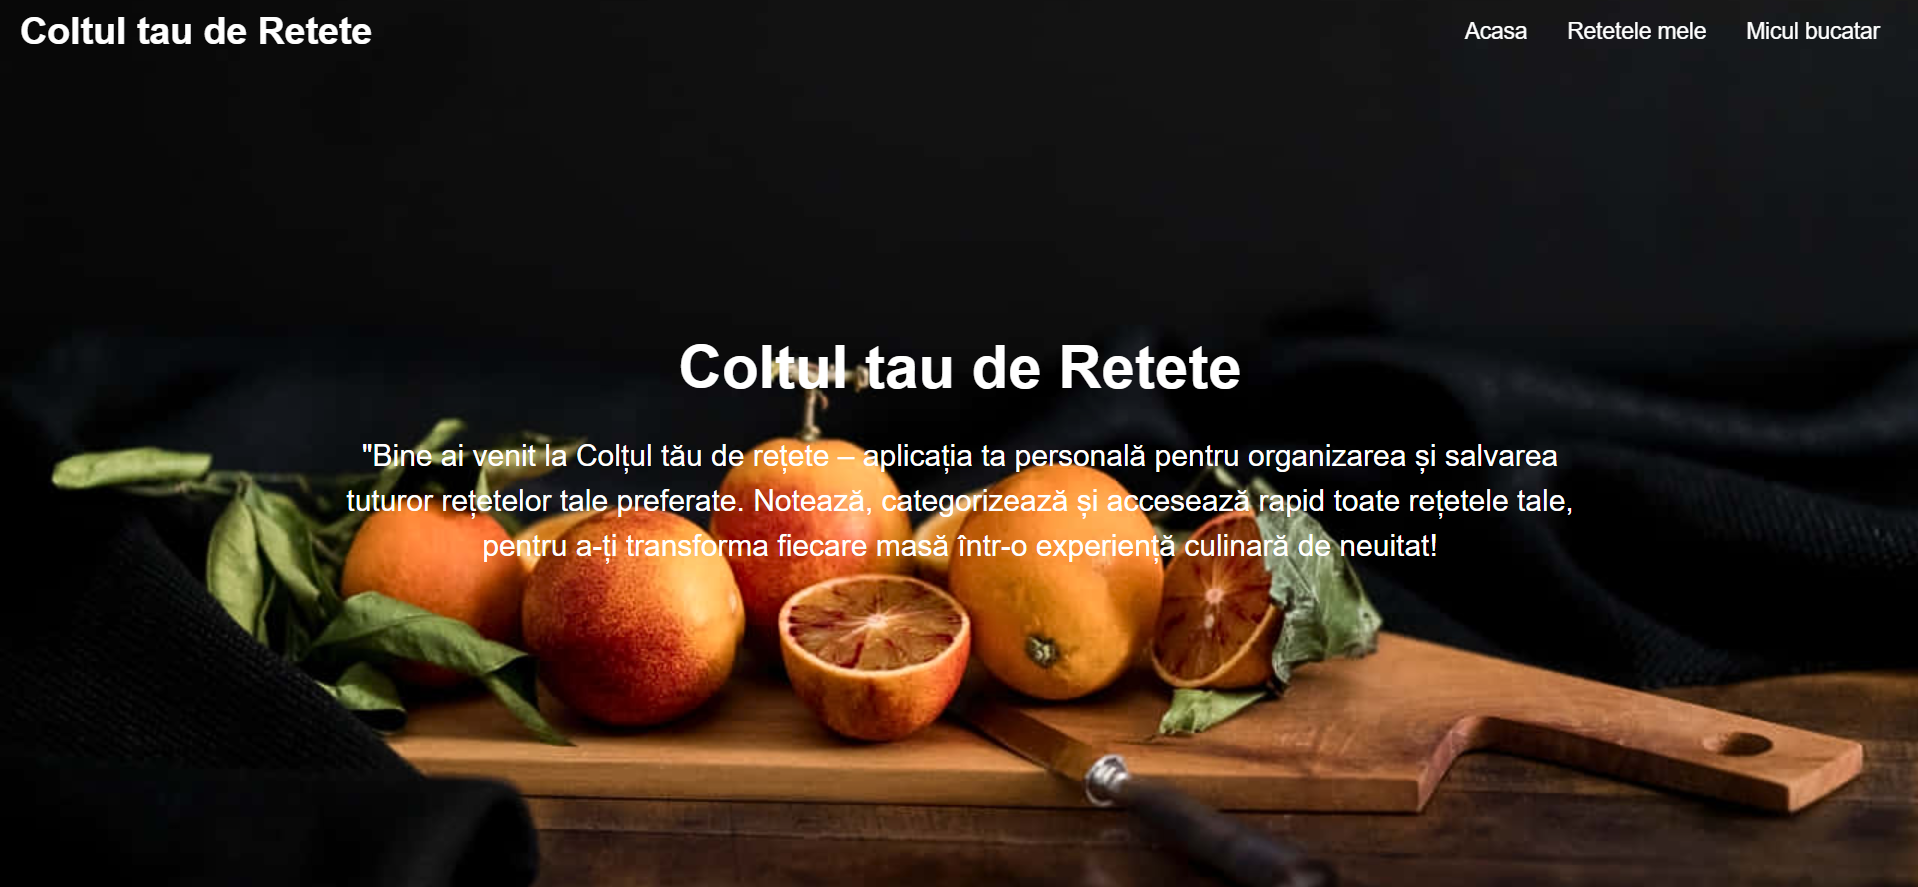 Coltul tau de Retete
Acasa
Retetele mele
Micul bucatar
Coltul tau de Retete
"Bine ai venit la Colțul tău de rețete – aplicația ta personală pentru organizarea și salvarea
tuturor rețetelor tale preferate. Notează, categorizează și accesează rapid toate rețetele tale,
pentru a-ți transforma fiecare masă într-o experiență culinară de neuitat!